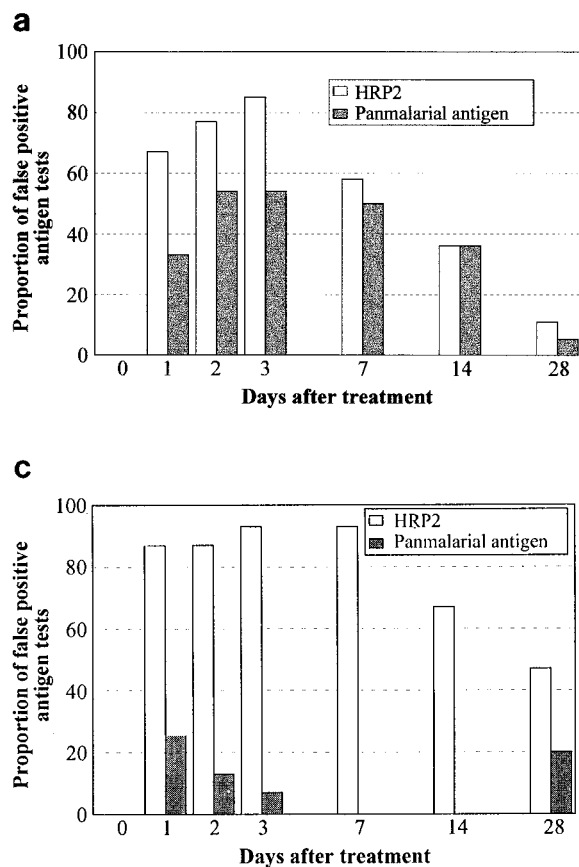 a
100
80
60
40
20
0
Proportion of false positive
antigen tests
HRP2
Panmalarial antigen
0 1 2 3 7 14 28
Days after treatment
c
100
80
60
40
20
0
Proportion of false positive
antigen tests
HRP2
Panmalarial antigen
0 1 2 3 7 14 28
Days after treatment